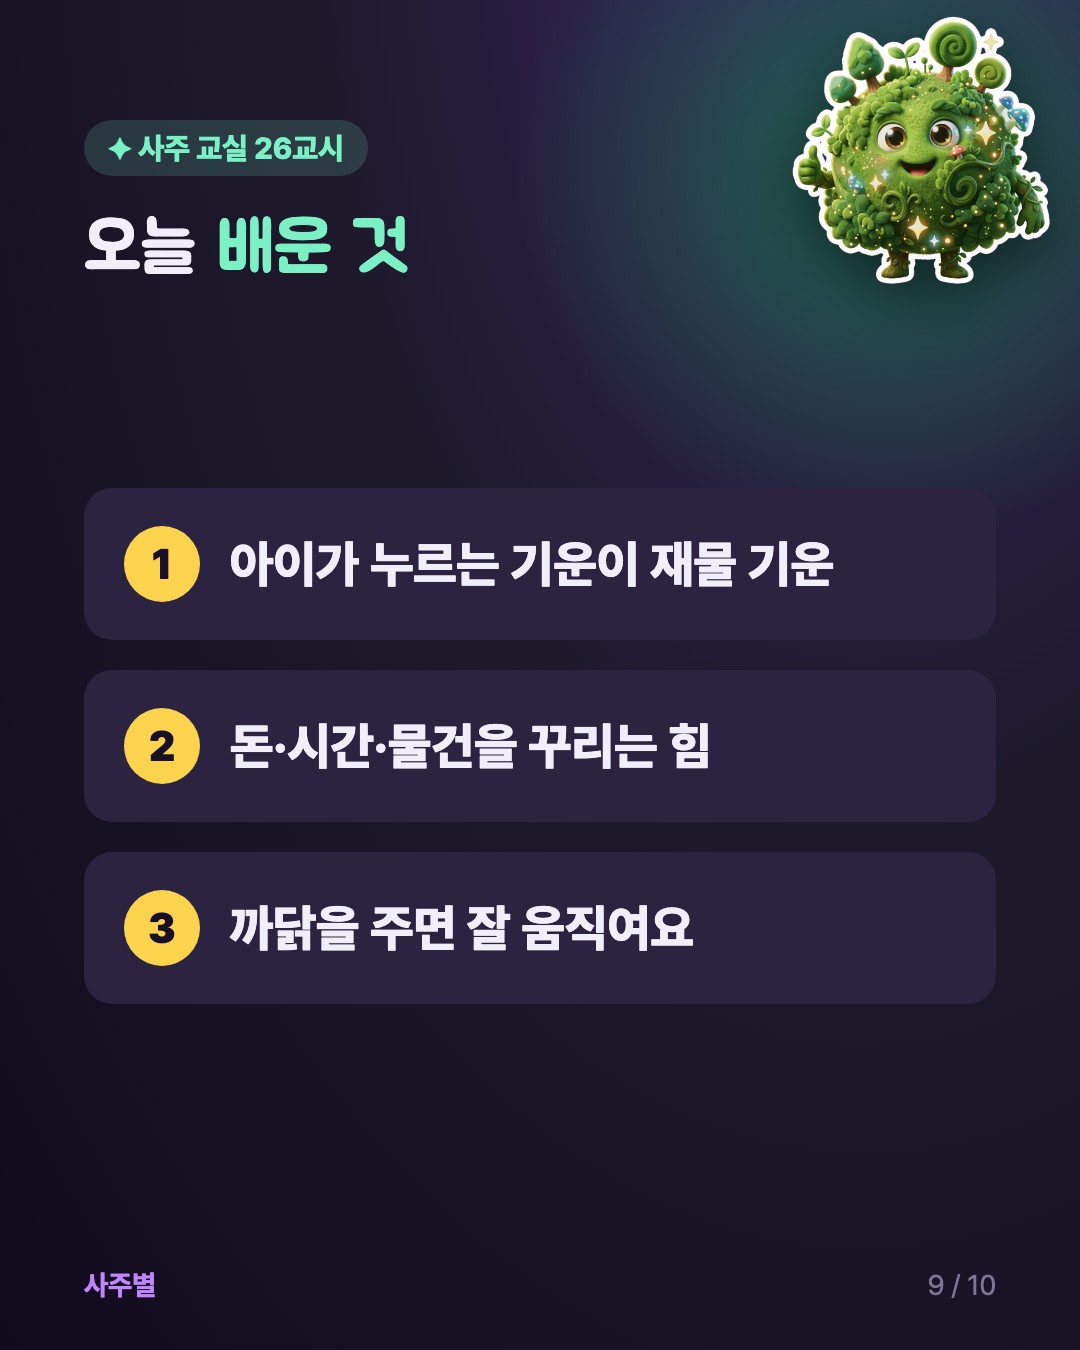 ✦ 사주 교실 26교시
오늘 배운 것
1 아이가 누르는 기운이 재물 기운
2 돈·시간·물건을 꾸리는 힘
3 까닭을 주면 잘 움직여요
사주별
9 / 10